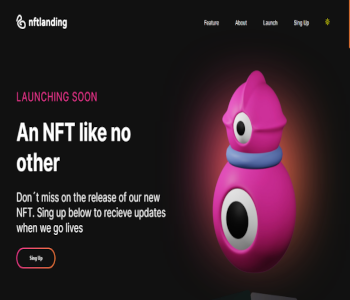 nftlanding
Feature About Launch Sing Up
LAUNCHING SOON
An NFT like no
other
Don´t miss on the release of our new
NFT. Sing up below to recieve updates
when we go lives
Sing Up